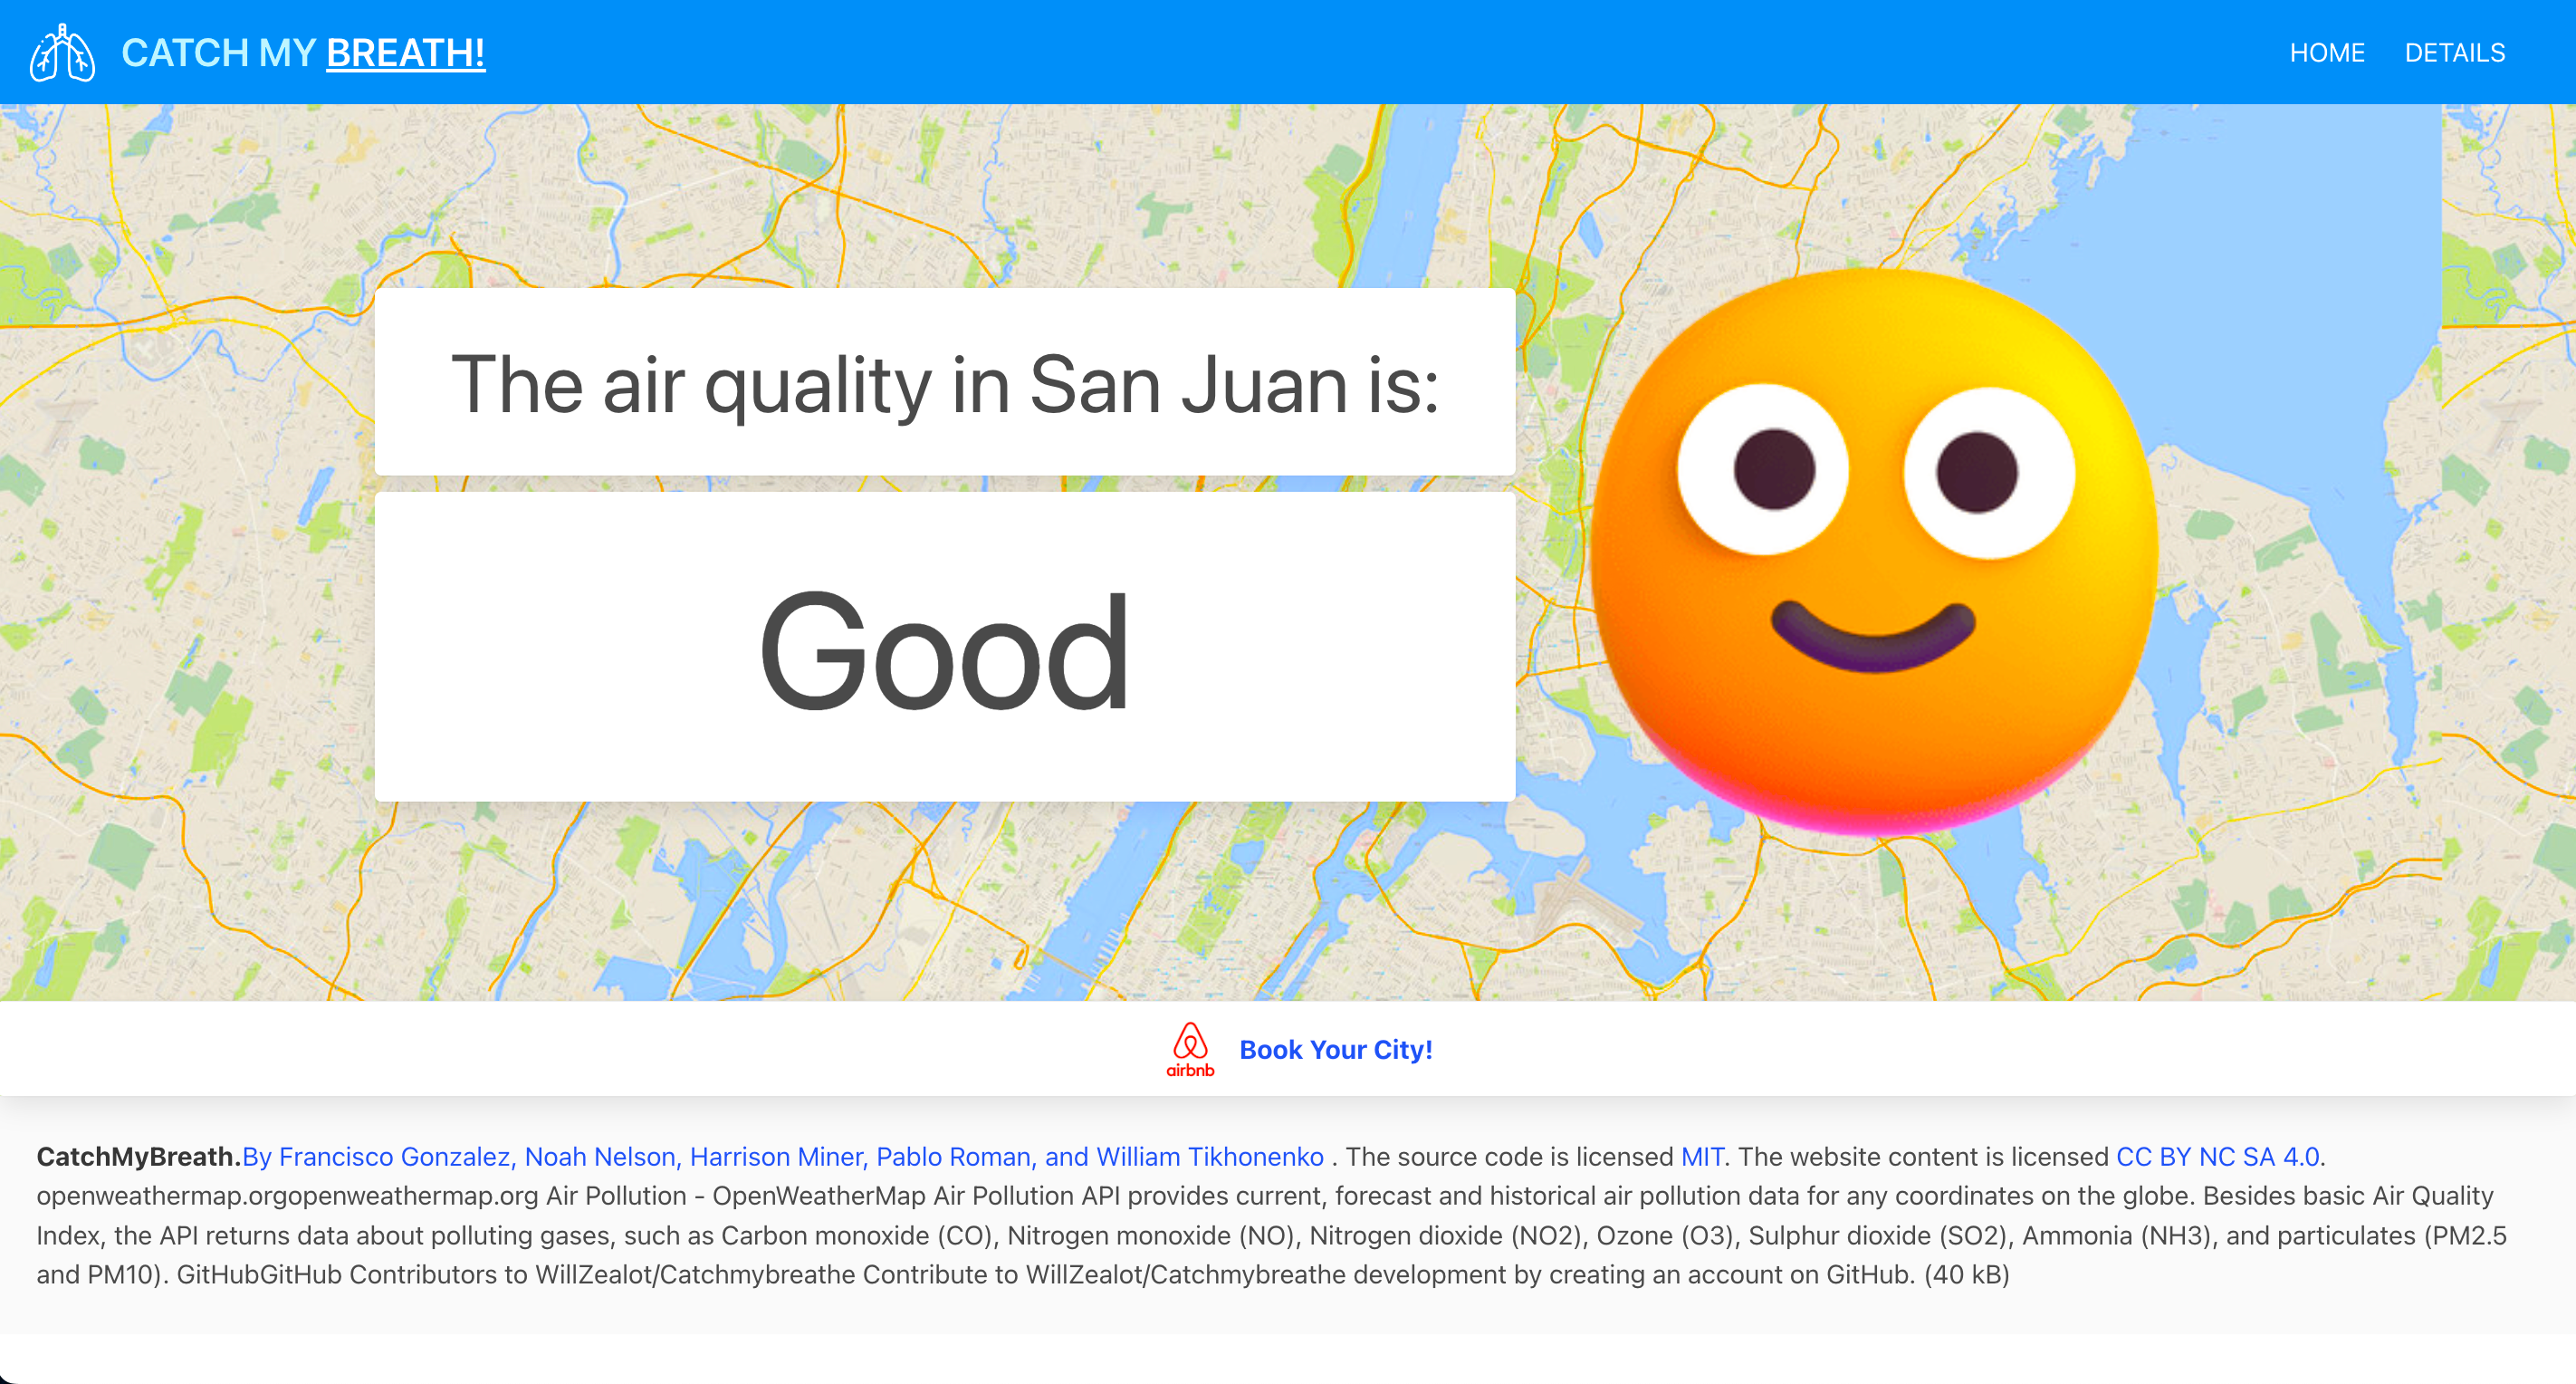 CATCH MY BREATH!
HOME DETAILS
The air quality in San Juan is:
Good
airbnb
Book Your City!
CatchMyBreath.By Francisco Gonzalez, Noah Nelson, Harrison Miner, Pablo Roman, and William Tikhonenko . The source code is licensed MIT. The website content is licensed CC BY NC SA 4.0.
openweathermap.orgopenweathermap.org Air Pollution - OpenWeatherMap Air Pollution API provides current, forecast and historical air pollution data for any coordinates on the globe. Besides basic Air Quality
Index, the API returns data about polluting gases, such as Carbon monoxide (CO), Nitrogen monoxide (NO), Nitrogen dioxide (NO2), Ozone (O3), Sulphur dioxide (SO2), Ammonia (NH3), and particulates (PM2.5
and PM10). GitHubGitHub Contributors to WillZealot/Catchmybreathe Contribute to WillZealot/Catchmybreathe development by creating an account on GitHub. (40 kB)